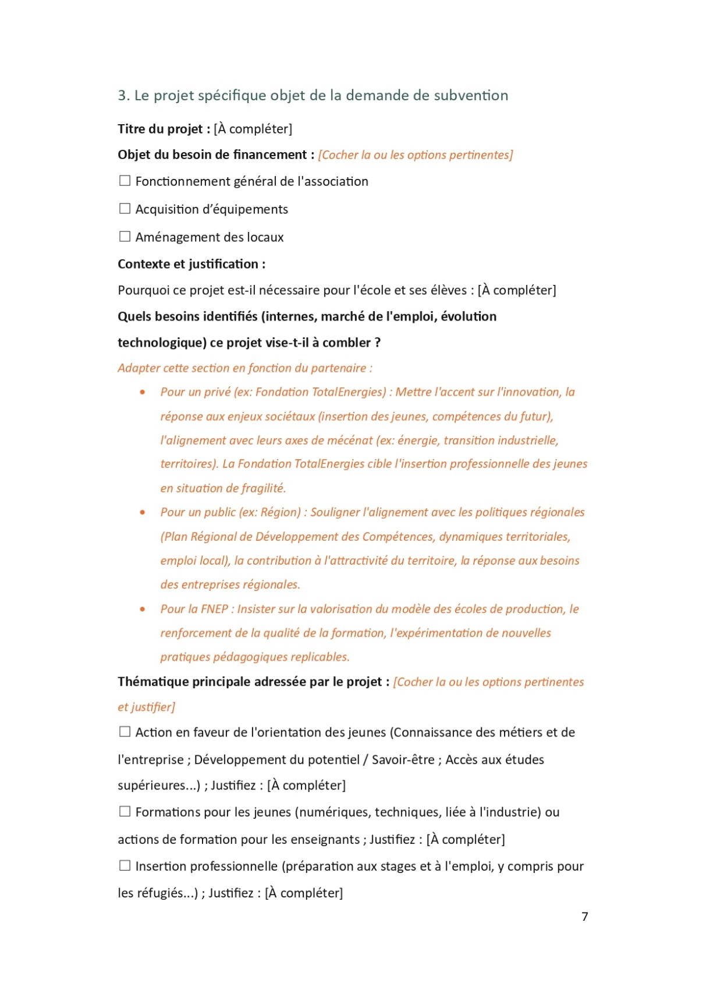 3. Le projet spécifique objet de la demande de subvention
Titre du projet : [À compléter]
Objet du besoin de financement : [Cocher la ou les options pertinentes]
☐ Fonctionnement général de l'association
☐ Acquisition d’équipements
☐ Aménagement des locaux
Contexte et justification :
Pourquoi ce projet est-il nécessaire pour l'école et ses élèves : [À compléter]
Quels besoins identifiés (internes, marché de l'emploi, évolution
technologique) ce projet vise-t-il à combler ?
Adapter cette section en fonction du partenaire :
• Pour un privé (ex: Fondation TotalEnergies) : Mettre l'accent sur l'innovation, la
réponse aux enjeux sociétaux (insertion des jeunes, compétences du futur),
l'alignement avec leurs axes de mécénat (ex: énergie, transition industrielle,
territoires). La Fondation TotalEnergies cible l'insertion professionnelle des jeunes
en situation de fragilité.
• Pour un public (ex: Région) : Souligner l'alignement avec les politiques régionales
(Plan Régional de Développement des Compétences, dynamiques territoriales,
emploi local), la contribution à l'attractivité du territoire, la réponse aux besoins
des entreprises régionales.
• Pour la FNEP : Insister sur la valorisation du modèle des écoles de production, le
renforcement de la qualité de la formation, l'expérimentation de nouvelles
pratiques pédagogiques replicables.
Thématique principale adressée par le projet : [Cocher la ou les options pertinentes
et justifier]
☐ Action en faveur de l'orientation des jeunes (Connaissance des métiers et de
l'entreprise ; Développement du potentiel / Savoir-être ; Accès aux études
supérieures...) ; Justifiez : [À compléter]
☐ Formations pour les jeunes (numériques, techniques, liée à l'industrie) ou
actions de formation pour les enseignants ; Justifiez : [À compléter]
☐ Insertion professionnelle (préparation aux stages et à l'emploi, y compris pour
les réfugiés...) ; Justifiez : [À compléter]
7